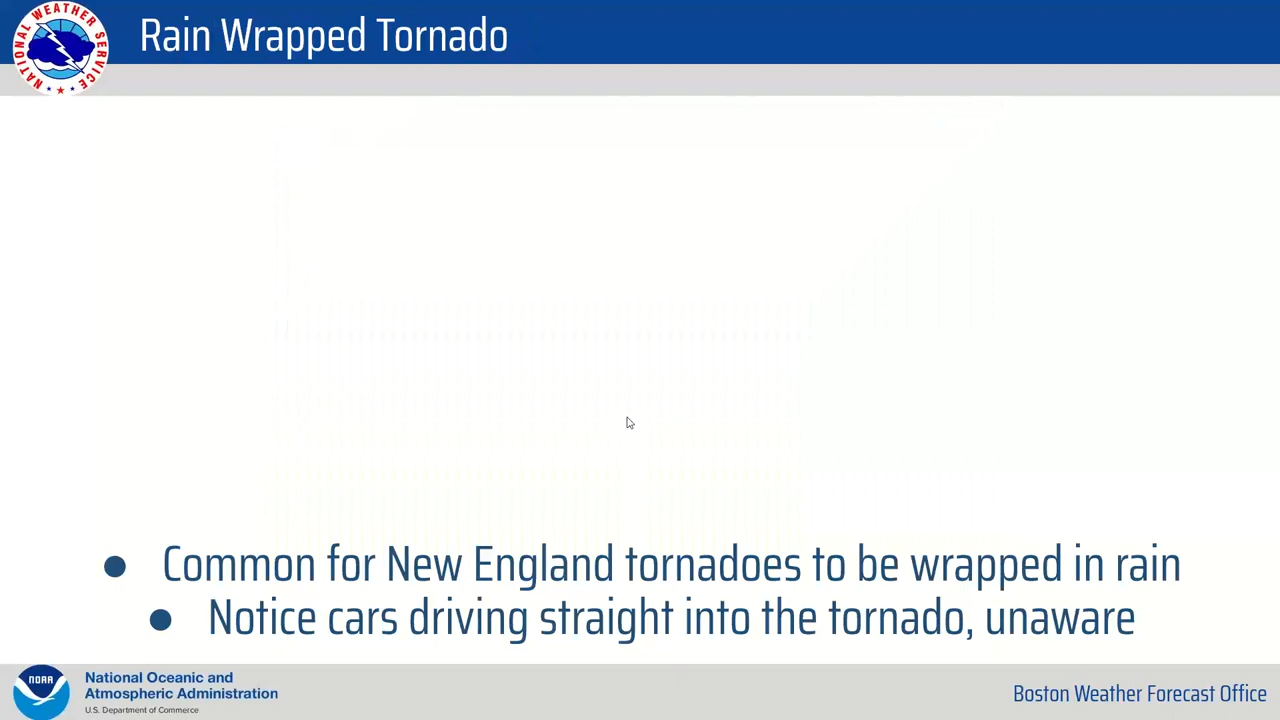 NATIONAL WEATHER SERVICE
Rain Wrapped Tornado
● Common for New England tornadoes to be wrapped in rain
● Notice cars driving straight into the tornado, unaware
NOAA
National Oceanic and
Atmospheric Administration
U.S. Department of Commerce
Boston Weather Forecast Office